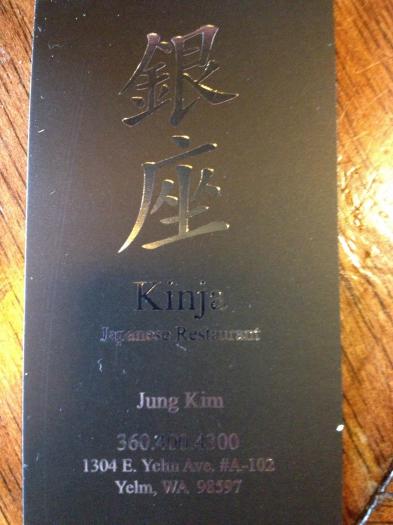 銀
座
Kinja
Japanese Restaurant
Jung Kim
360.400.4300
1304 E. Yelm Ave. #A-102
Yelm, WA 98597